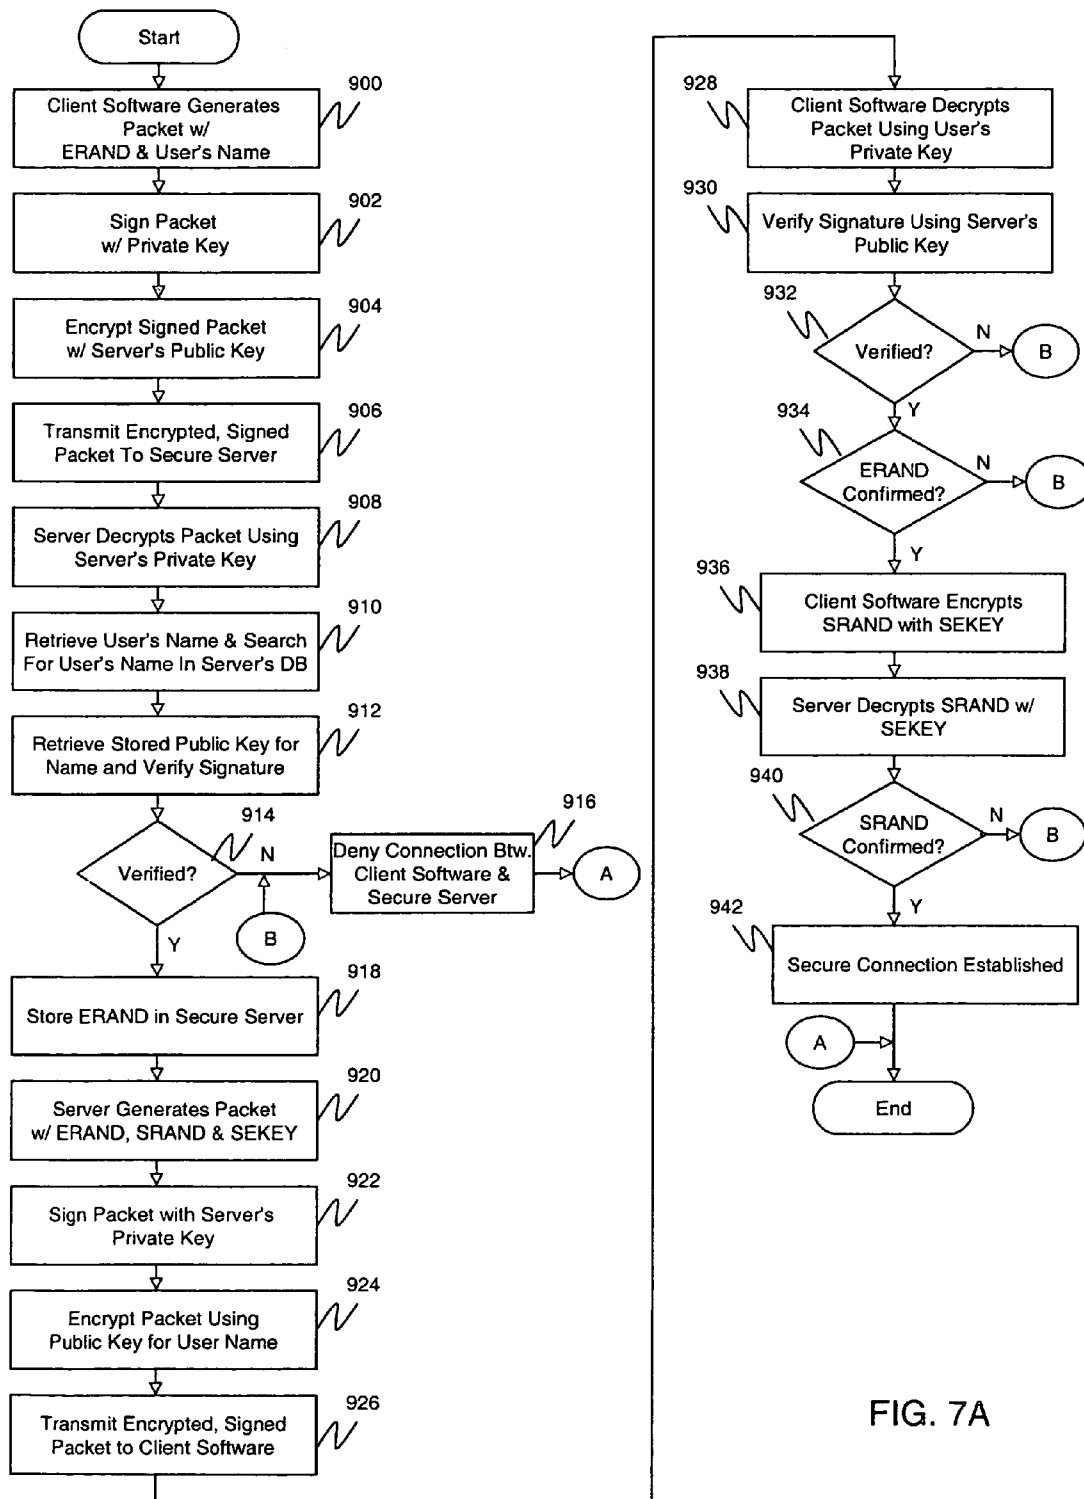 Start
900
Client Software Generates
Packet w/
ERAND & User's Name
902
Sign Packet
w/ Private Key
904
Encrypt Signed Packet
w/ Server's Public Key
906
Transmit Encrypted, Signed
Packet To Secure Server
908
Server Decrypts Packet Using
Server's Private Key
910
Retrieve User's Name & Search
For User's Name In Server's DB
912
Retrieve Stored Public Key for
Name and Verify Signature
914
Verified?
N
B
Y
916
Deny Connection Btw.
Client Software &
Secure Server
A
918
Store ERAND in Secure Server
920
Server Generates Packet
w/ ERAND, SRAND & SEKEY
922
Sign Packet with Server's
Private Key
924
Encrypt Packet Using
Public Key for User Name
926
Transmit Encrypted, Signed
Packet to Client Software
928
Client Software Decrypts
Packet Using User's
Private Key
930
Verify Signature Using Server's
Public Key
932
Verified?
N
B
Y
934
ERAND
Confirmed?
N
B
Y
936
Client Software Encrypts
SRAND with SEKEY
938
Server Decrypts SRAND w/
SEKEY
940
SRAND
Confirmed?
N
B
Y
942
Secure Connection Established
A
End
FIG. 7A